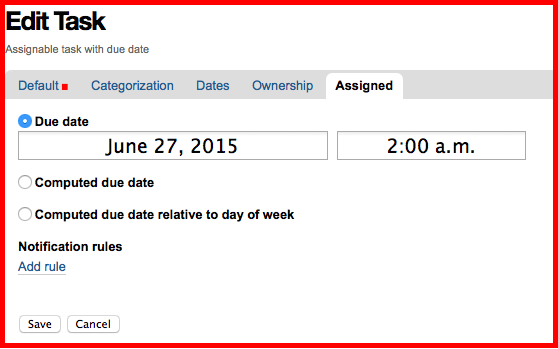 Edit Task
Assignable task with due date
Default Categorization Dates Ownership Assigned
Due date
June 27, 2015 2:00 a.m.
Computed due date
Computed due date relative to day of week
Notification rules
Add rule
Save Cancel